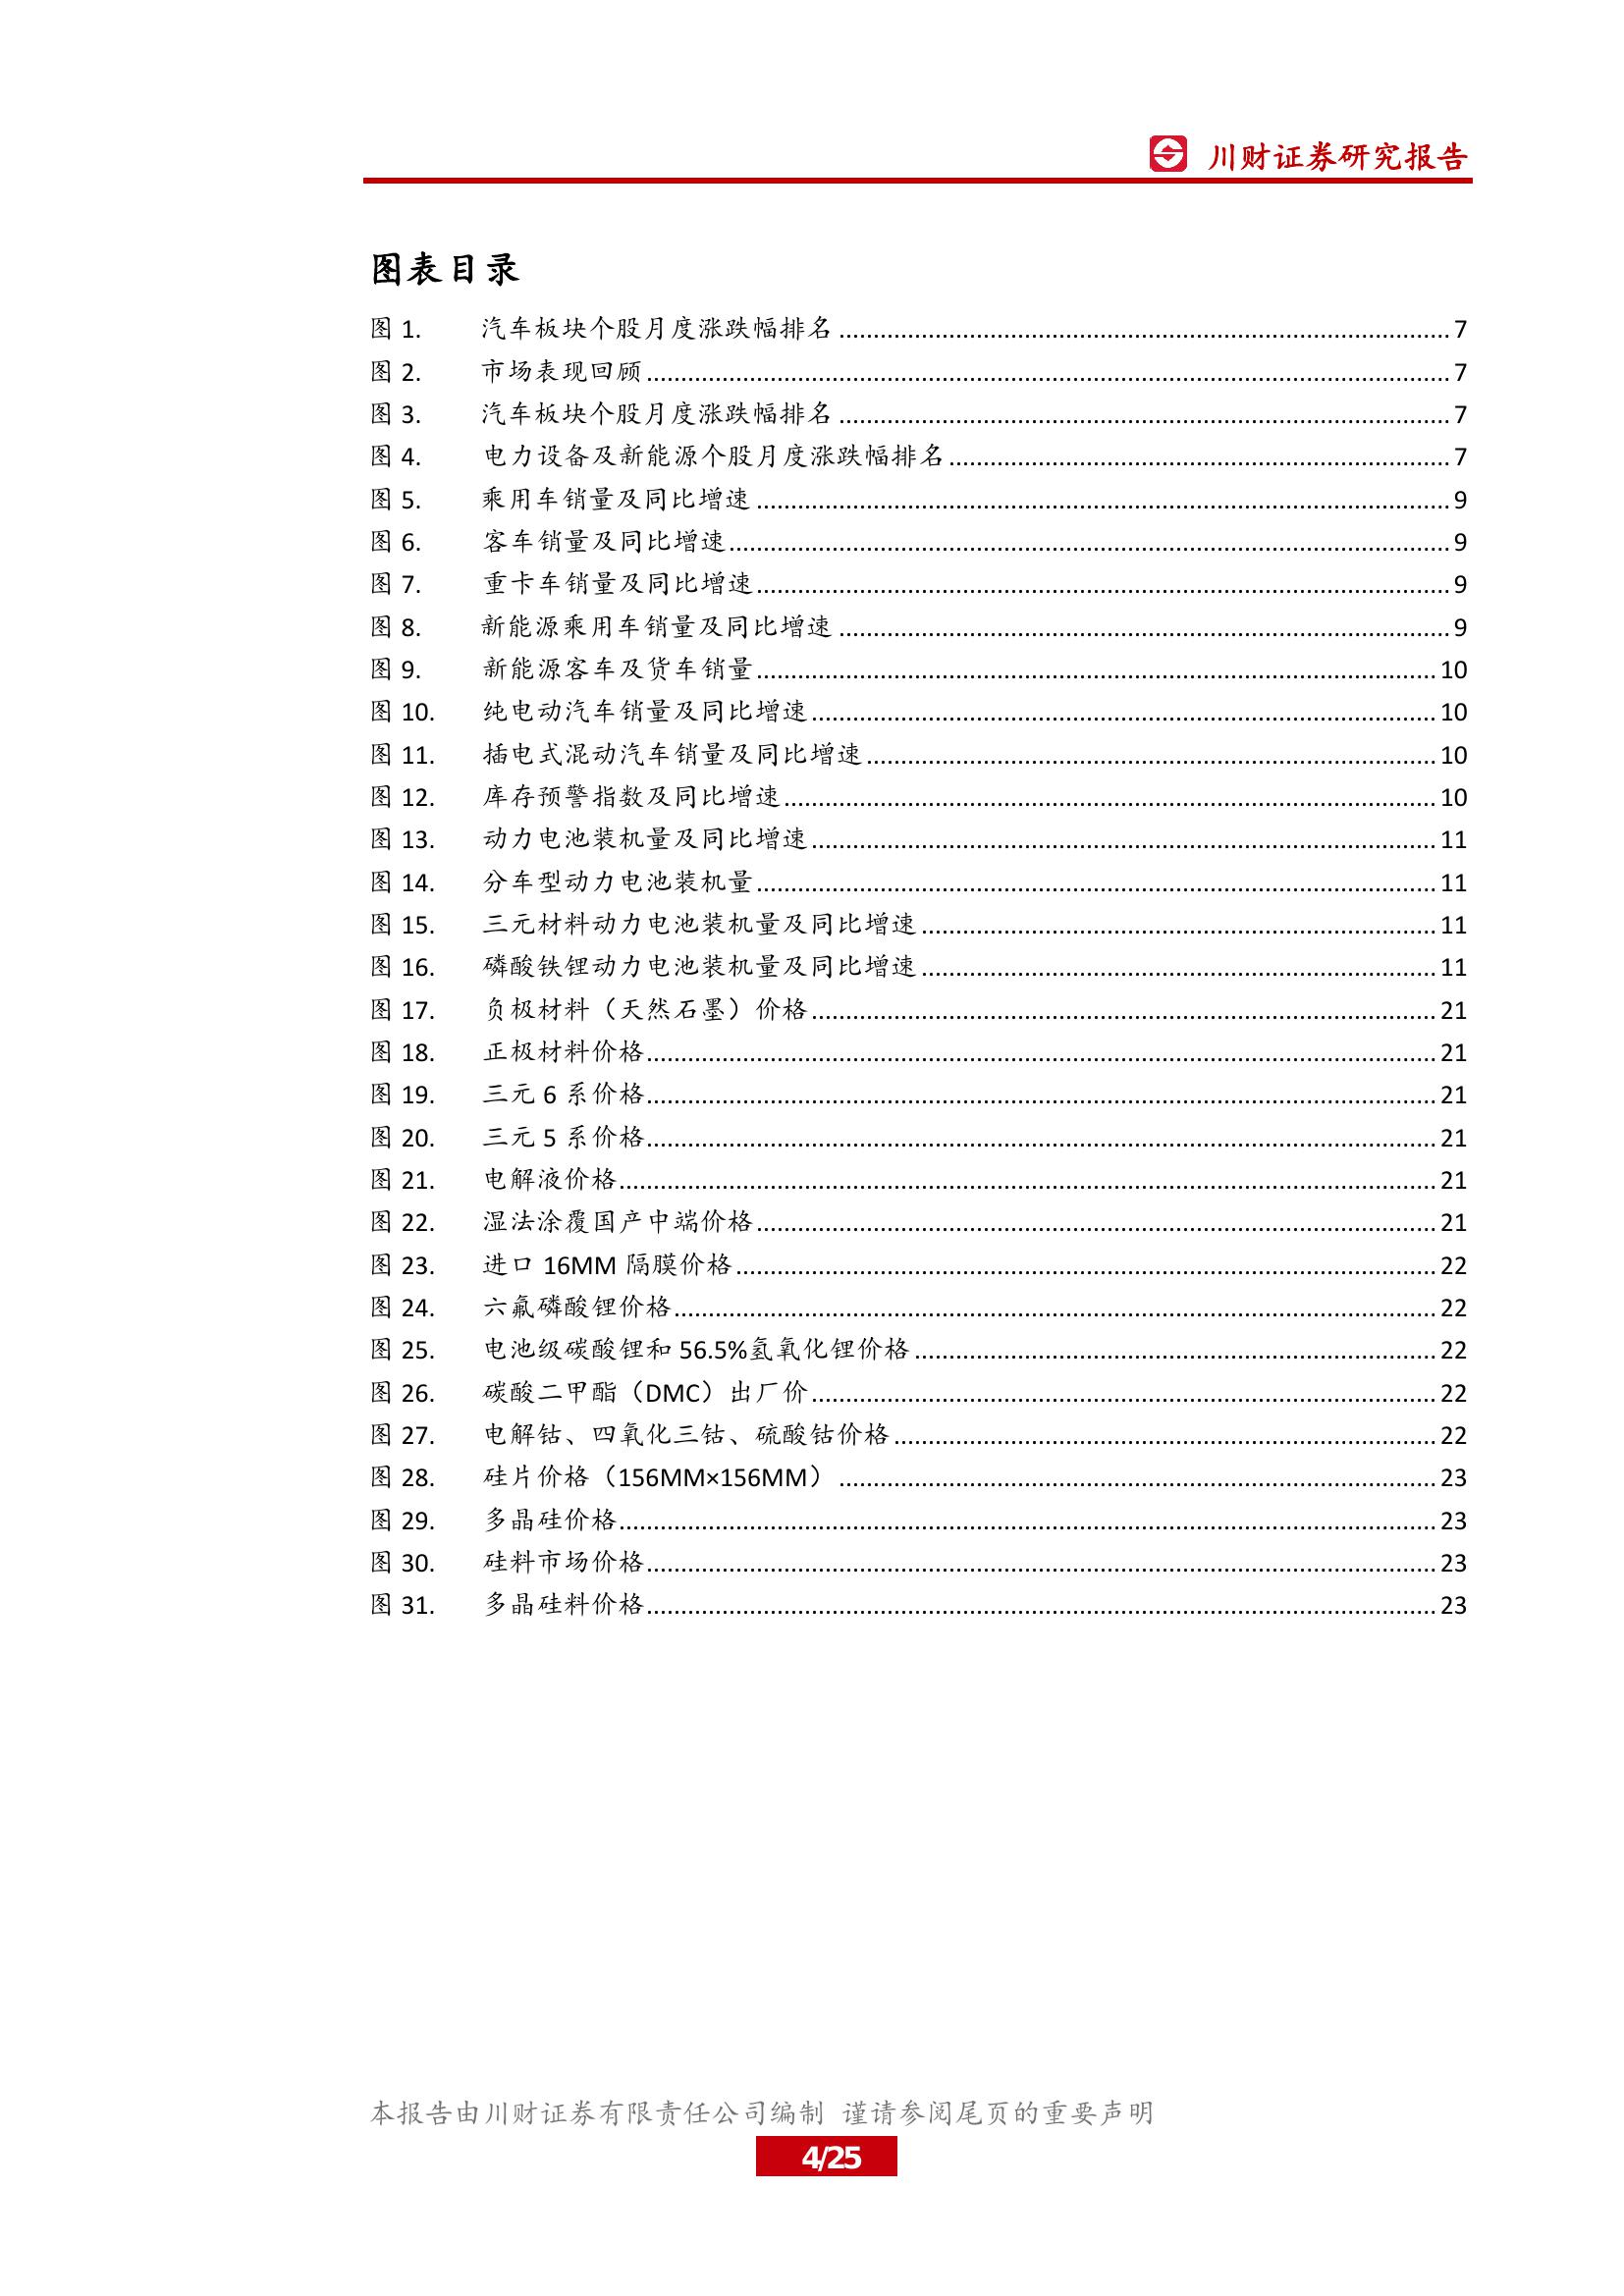 川财证券研究报告
图表目录
图 1. 汽车板块个股月度涨跌幅排名 7
图 2. 市场表现回顾 7
图 3. 汽车板块个股月度涨跌幅排名 7
图 4. 电力设备及新能源个股月度涨跌幅排名 7
图 5. 乘用车销量及同比增速 9
图 6. 客车销量及同比增速 9
图 7. 重卡车销量及同比增速 9
图 8. 新能源乘用车销量及同比增速 9
图 9. 新能源客车及货车销量 10
图 10. 纯电动汽车销量及同比增速 10
图 11. 插电式混动汽车销量及同比增速 10
图 12. 库存预警指数及同比增速 10
图 13. 动力电池装机量及同比增速 11
图 14. 分车型动力电池装机量 11
图 15. 三元材料动力电池装机量及同比增速 11
图 16. 磷酸铁锂动力电池装机量及同比增速 11
图 17. 负极材料（天然石墨）价格 21
图 18. 正极材料价格 21
图 19. 三元 6 系价格 21
图 20. 三元 5 系价格 21
图 21. 电解液价格 21
图 22. 湿法涂覆国产中端价格 21
图 23. 进口 16MM 隔膜价格 22
图 24. 六氟磷酸锂价格 22
图 25. 电池级碳酸锂和 56.5%氢氧化锂价格 22
图 26. 碳酸二甲酯（DMC）出厂价 22
图 27. 电解钴、四氧化三钴、硫酸钴价格 22
图 28. 硅片价格（156MM×156MM） 23
图 29. 多晶硅价格 23
图 30. 硅料市场价格 23
图 31. 多晶硅料价格 23
本报告由川财证券有限责任公司编制 谨请参阅尾页的重要声明
4/25